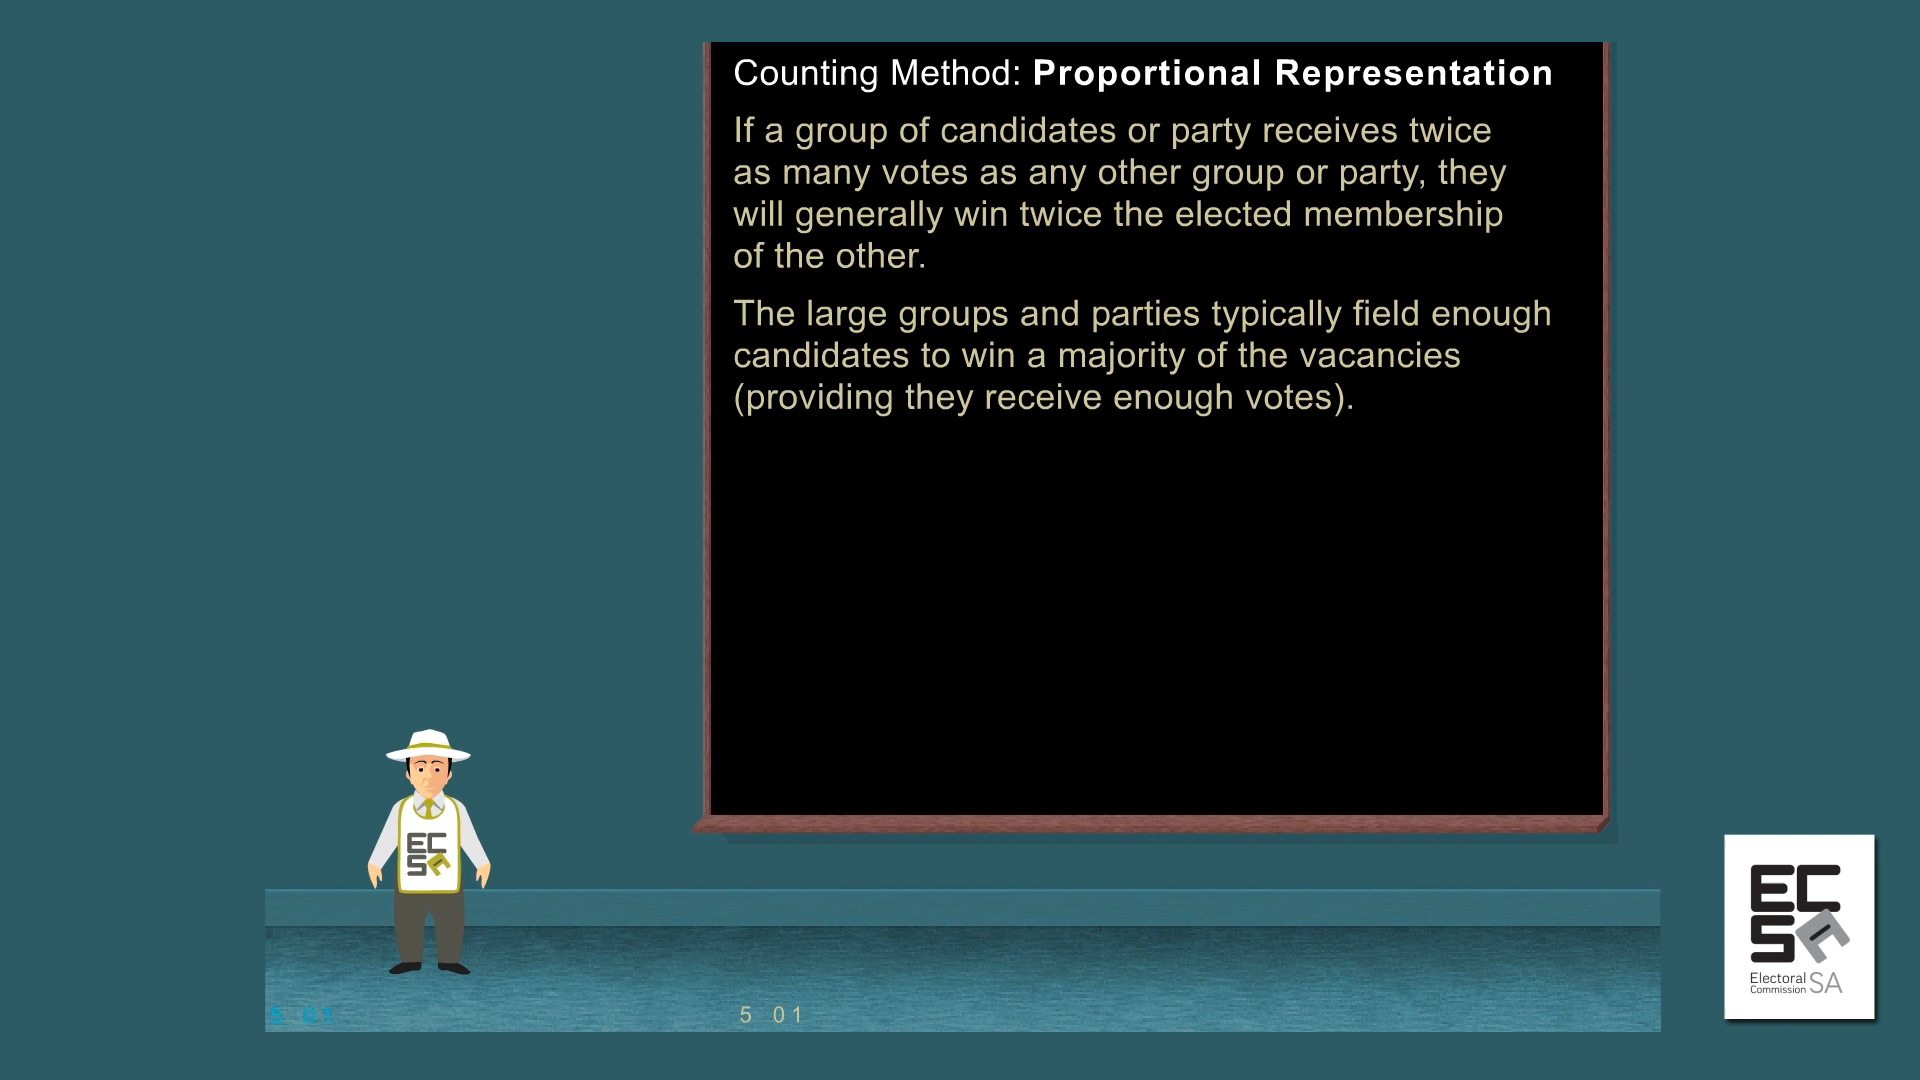 Counting Method: Proportional Representation
If a group of candidates or party receives twice
as many votes as any other group or party, they
will generally win twice the elected membership
of the other.
The large groups and parties typically field enough
candidates to win a majority of the vacancies
(providing they receive enough votes).
EC
S
EC
S
Electoral
Commission SA
5 01
5 01